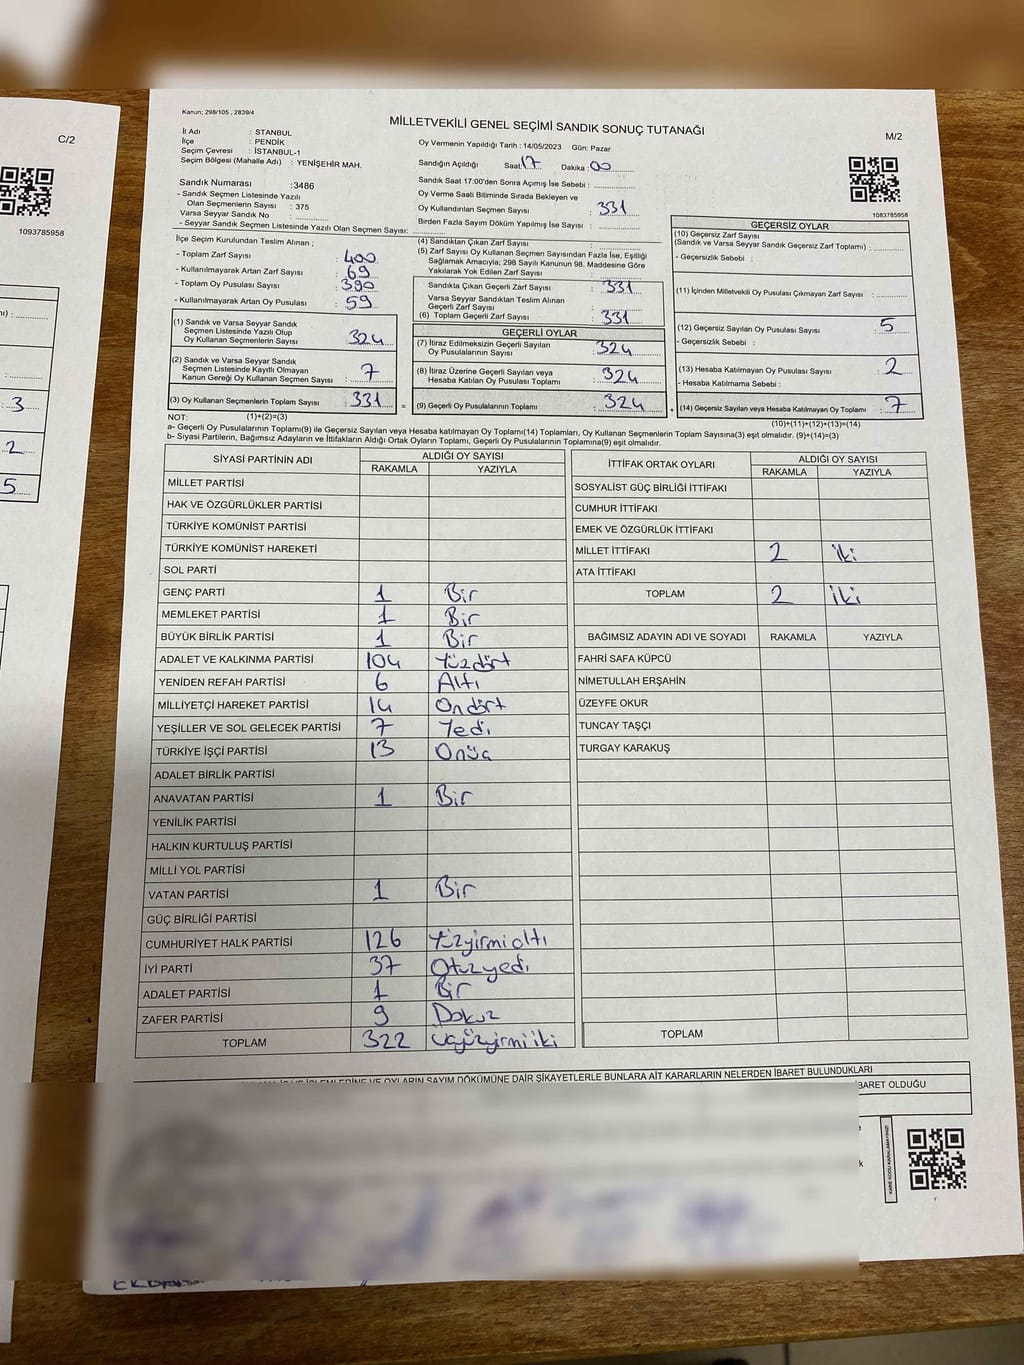 C/2
1093785958
3
2
5
Kanun; 298/105 , 2839/4
MİLLETVEKİLİ GENEL SEÇİMİ SANDIK SONUÇ TUTANAĞI
M/2
İl Adı : STANBUL
İlçe : PENDİK
Seçim Çevresi : İSTANBUL-1
Seçim Bölgesi (Mahalle Adı) : YENİŞEHİR MAH.
Oy Vermenin Yapıldığı Tarih : 14/05/2023 Gün: Pazar
Sandığın Açıldığı Saat: 17 Dakika : 00
Sandık Saat 17:00'den Sonra Açımış İse Sebebi :
Oy Verme Saati Bitiminde Sırada Bekleyen ve
Oy Kullandırılan Seçmen Sayısı : 331
Birden Fazla Sayım Döküm Yapılmış İse Sayısı :
1083785958
Sandık Numarası :3486
- Sandık Seçmen Listesinde Yazılı
Olan Seçmenlerin Sayısı : 375
Varsa Seyyar Sandık No :
- Seyyar Sandık Seçmen Listesinde Yazılı Olan Seçmen Sayısı:
İlçe Seçim Kurulundan Teslim Alınan ;
- Toplam Zarf Sayısı : 400
- Kullanılmayarak Artan Zarf Sayısı : 69
- Toplam Oy Pusulası Sayısı : 390
- Kullanılmayarak Artan Oy Pusulası : 59
(1) Sandık ve Varsa Seyyar Sandık
Seçmen Listesinde Yazılı Olup
Oy Kullanan Seçmenlerin Sayısı : 324
(2) Sandık ve Varsa Seyyar Sandık
Seçmen Listesinde Kayıtlı Olmayan
Kanun Gereği Oy Kullanan Seçmen Sayısı : 7
(3) Oy Kullanan Seçmenlerin Toplam Sayısı : 331
(4) Sandıktan Çıkan Zarf Sayısı :
(5) Zarf Sayısı Oy Kullanan Seçmen Sayısından Fazla İse, Eşitliği
Sağlamak Amacıyla; 298 Sayılı Kanunun 98. Maddesine Göre
Yakılarak Yok Edilen Zarf Sayısı :
Sandıkta Çıkan Geçerli Zarf Sayısı : 331
Varsa Seyyar Sandıktan Teslim Alınan
Geçerli Zarf Sayısı :
(6) Toplam Geçerli Zarf Sayısı : 331
GEÇERLİ OYLAR
(7) İtiraz Edilmeksizin Geçerli Sayılan
Oy Pusulalarının Sayısı : 324
(8) İtiraz Üzerine Geçerli Sayılan veya
Hesaba Katılan Oy Pusulası Toplamı : 324
= (9) Geçerli Oy Pusulalarının Toplamı : 324
GEÇERSİZ OYLAR
(10) Geçersiz Zarf Sayısı
(Sandık ve Varsa Seyyar Sandık Geçersiz Zarf Toplamı) :
- Geçersizlik Sebebi :
(11) İçinden Milletvekili Oy Pusulası Çıkmayan Zarf Sayısı :
(12) Geçersiz Sayılan Oy Pusulası Sayısı : 5
- Geçersizlik Sebebi :
(13) Hesaba Katılmayan Oy Pusulası Sayısı : 2
- Hesaba Katılmama Sebebi :
+ (14) Geçersiz Sayılan veya Hesaba Katılmayan Oy Toplamı : 7
NOT: (1)+(2)=(3)
(10)+(11)+(12)+(13)=(14)
a- Geçerli Oy Pusulalarının Toplamı(9) ile Geçersiz Sayılan veya Hesaba katılmayan Oy Toplamı(14) Toplamları, Oy Kullanan Seçmenlerin Toplam Sayısına(3) eşit olmalıdır. (9)+(14)=(3)
b- Siyasi Partilerin, Bağımsız Adayların ve İttifakların Aldığı Ortak Oyların Toplamı, Geçerli Oy Pusulalarının Toplamına(9) eşit olmalıdır.
SİYASİ PARTİNİN ADI ALDIĞI OY SAYISI
RAKAMLA YAZIYLA
MİLLET PARTİSİ
HAK VE ÖZGÜRLÜKLER PARTİSİ
TÜRKİYE KOMÜNİST PARTİSİ
TÜRKİYE KOMÜNİST HAREKETİ
SOL PARTİ
GENÇ PARTİ 1 Bir
MEMLEKET PARTİSİ 1 Bir
BÜYÜK BİRLİK PARTİSİ 1 Bir
ADALET VE KALKINMA PARTİSİ 104 Yüzdört
YENİDEN REFAH PARTİSİ 6 Altı
MİLLİYETÇİ HAREKET PARTİSİ 14 Ondört
YEŞİLLER VE SOL GELECEK PARTİSİ 7 Yedi
TÜRKİYE İŞÇİ PARTİSİ 13 Onüç
ADALET BİRLİK PARTİSİ
ANAVATAN PARTİSİ 1 Bir
YENİLİK PARTİSİ
HALKIN KURTULUŞ PARTİSİ
MİLLİ YOL PARTİSİ
VATAN PARTİSİ 1 Bir
GÜÇ BİRLİĞİ PARTİSİ
CUMHURİYET HALK PARTİSİ 126 Yüzyirmialtı
İYİ PARTİ 37 Otuzyedi
ADALET PARTİSİ 1 Bir
ZAFER PARTİSİ 9 Dokuz
TOPLAM 322 üçyüzyirmiiki
İTTİFAK ORTAK OYLARI ALDIĞI OY SAYISI
RAKAMLA YAZIYLA
SOSYALİST GÜÇ BİRLİĞİ İTTİFAKI
CUMHUR İTTİFAKI
EMEK VE ÖZGÜRLÜK İTTİFAKI
MİLLET İTTİFAKI 2 iki
ATA İTTİFAKI
TOPLAM 2 iki
BAĞIMSIZ ADAYIN ADI VE SOYADI RAKAMLA YAZIYLA
FAHRİ SAFA KÜPCÜ
NİMETULLAH ERŞAHİN
ÜZEYFE OKUR
TUNCAY TAŞÇI
TURGAY KARAKUŞ
TOPLAM
OYLARIN SAYIM DÖKÜMÜNE DAİR ŞİKAYETLERLE BUNLARA AİT KARARLARIN NELERDEN İBARET BULUNDUKLARI
İBARET OLDUĞU